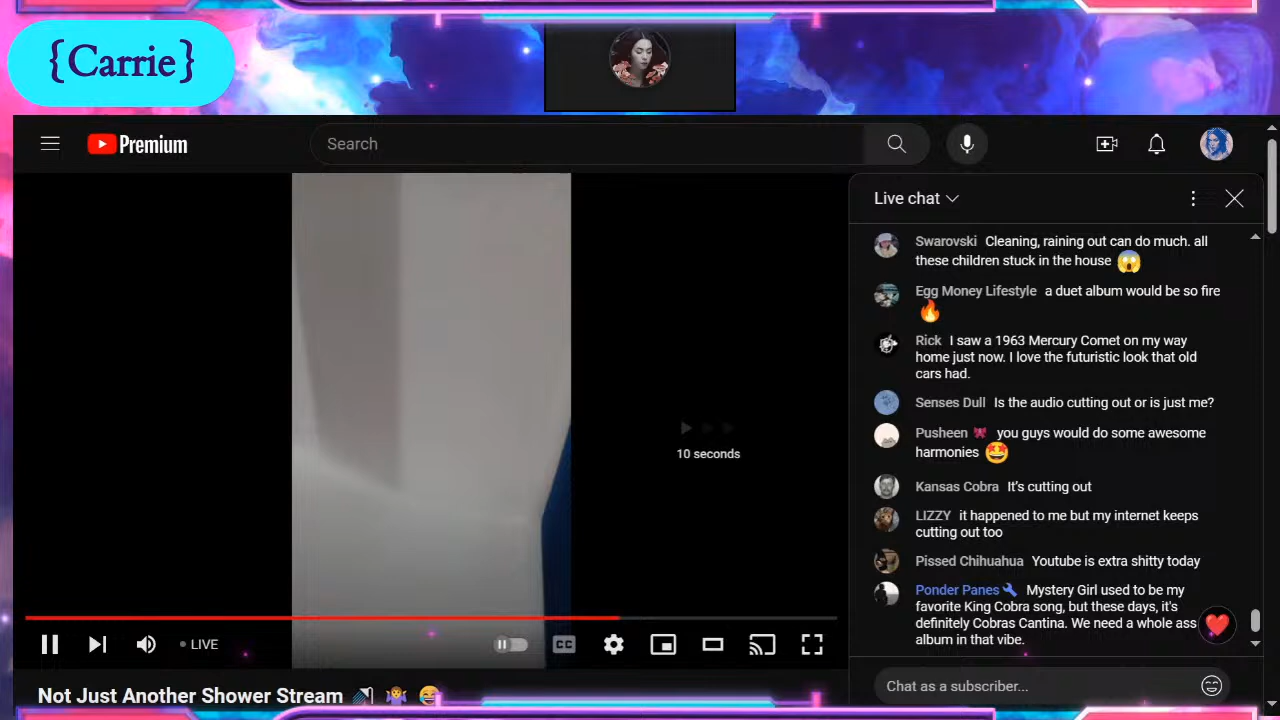 {Carrie}
Premium
Search
Live chat
Swarovski Cleaning, raining out can do much. all
these children stuck in the house 😱
Egg Money Lifestyle a duet album would be so fire
🔥
Rick I saw a 1963 Mercury Comet on my way
home just now. I love the futuristic look that old
cars had.
Senses Dull Is the audio cutting out or is just me?
Pusheen 🎀 you guys would do some awesome
harmonies 🤩
Kansas Cobra It's cutting out
LIZZY it happened to me but my internet keeps
cutting out too
Pissed Chihuahua Youtube is extra shitty today
Ponder Panes Mystery Girl used to be my
favorite King Cobra song, but these days, it's
definitely Cobras Cantina. We need a whole ass
album in that vibe.
Chat as a subscriber...
10 seconds
LIVE
CC
Not Just Another Shower Stream 🚿 🤷‍♀️ 😂